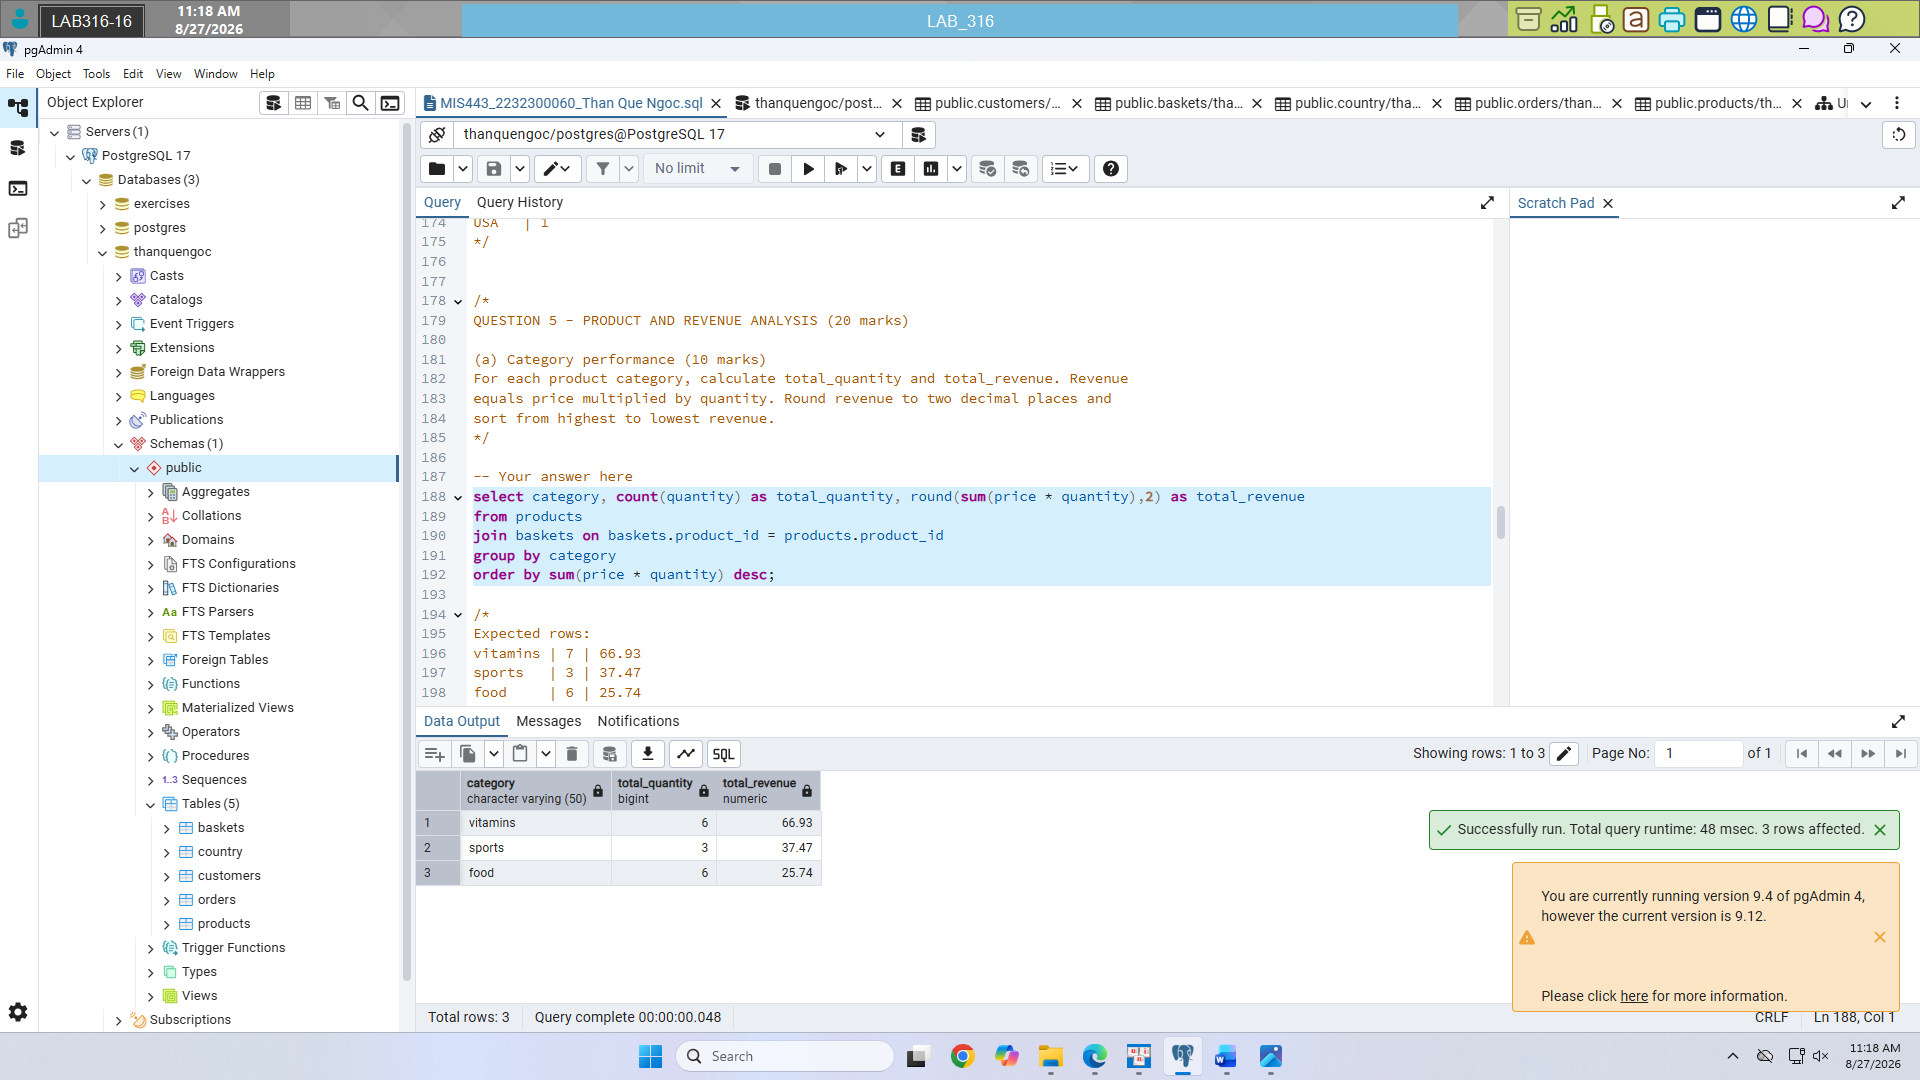 LAB316-16
11:18 AM
8/27/2026
LAB_316
pgAdmin 4
File Object Tools Edit View Window Help
Object Explorer
Servers (1)
PostgreSQL 17
Databases (3)
exercises
postgres
thanquengoc
Casts
Catalogs
Event Triggers
Extensions
Foreign Data Wrappers
Languages
Publications
Schemas (1)
public
Aggregates
Collations
Domains
FTS Configurations
FTS Dictionaries
FTS Parsers
FTS Templates
Foreign Tables
Functions
Materialized Views
Operators
Procedures
Sequences
Tables (5)
baskets
country
customers
orders
products
Trigger Functions
Types
Views
Subscriptions
MIS443_2232300060_Than Que Ngoc.sql
thanquengoc/post...
public.customers/...
public.baskets/tha...
public.country/tha...
public.orders/than...
public.products/th...
thanquengoc/postgres@PostgreSQL 17
No limit
Query Query History
Scratch Pad
174 USA | 1
175 */
176
177
178 /*
179 QUESTION 5 - PRODUCT AND REVENUE ANALYSIS (20 marks)
180
181 (a) Category performance (10 marks)
182 For each product category, calculate total_quantity and total_revenue. Revenue
183 equals price multiplied by quantity. Round revenue to two decimal places and
184 sort from highest to lowest revenue.
185 */
186
187 -- Your answer here
188 select category, count(quantity) as total_quantity, round(sum(price * quantity),2) as total_revenue
189 from products
190 join baskets on baskets.product_id = products.product_id
191 group by category
192 order by sum(price * quantity) desc;
193
194 /*
195 Expected rows:
196 vitamins | 7 | 66.93
197 sports | 3 | 37.47
198 food | 6 | 25.74
Data Output Messages Notifications
SQL
Showing rows: 1 to 3
Page No: 1 of 1
category total_quantity total_revenue
character varying (50) bigint numeric
1 vitamins 6 66.93
2 sports 3 37.47
3 food 6 25.74
Successfully run. Total query runtime: 48 msec. 3 rows affected.
You are currently running version 9.4 of pgAdmin 4,
however the current version is 9.12.
Please click here for more information.
Total rows: 3 Query complete 00:00:00.048
CRLF Ln 188, Col 1
Search
11:18 AM
8/27/2026